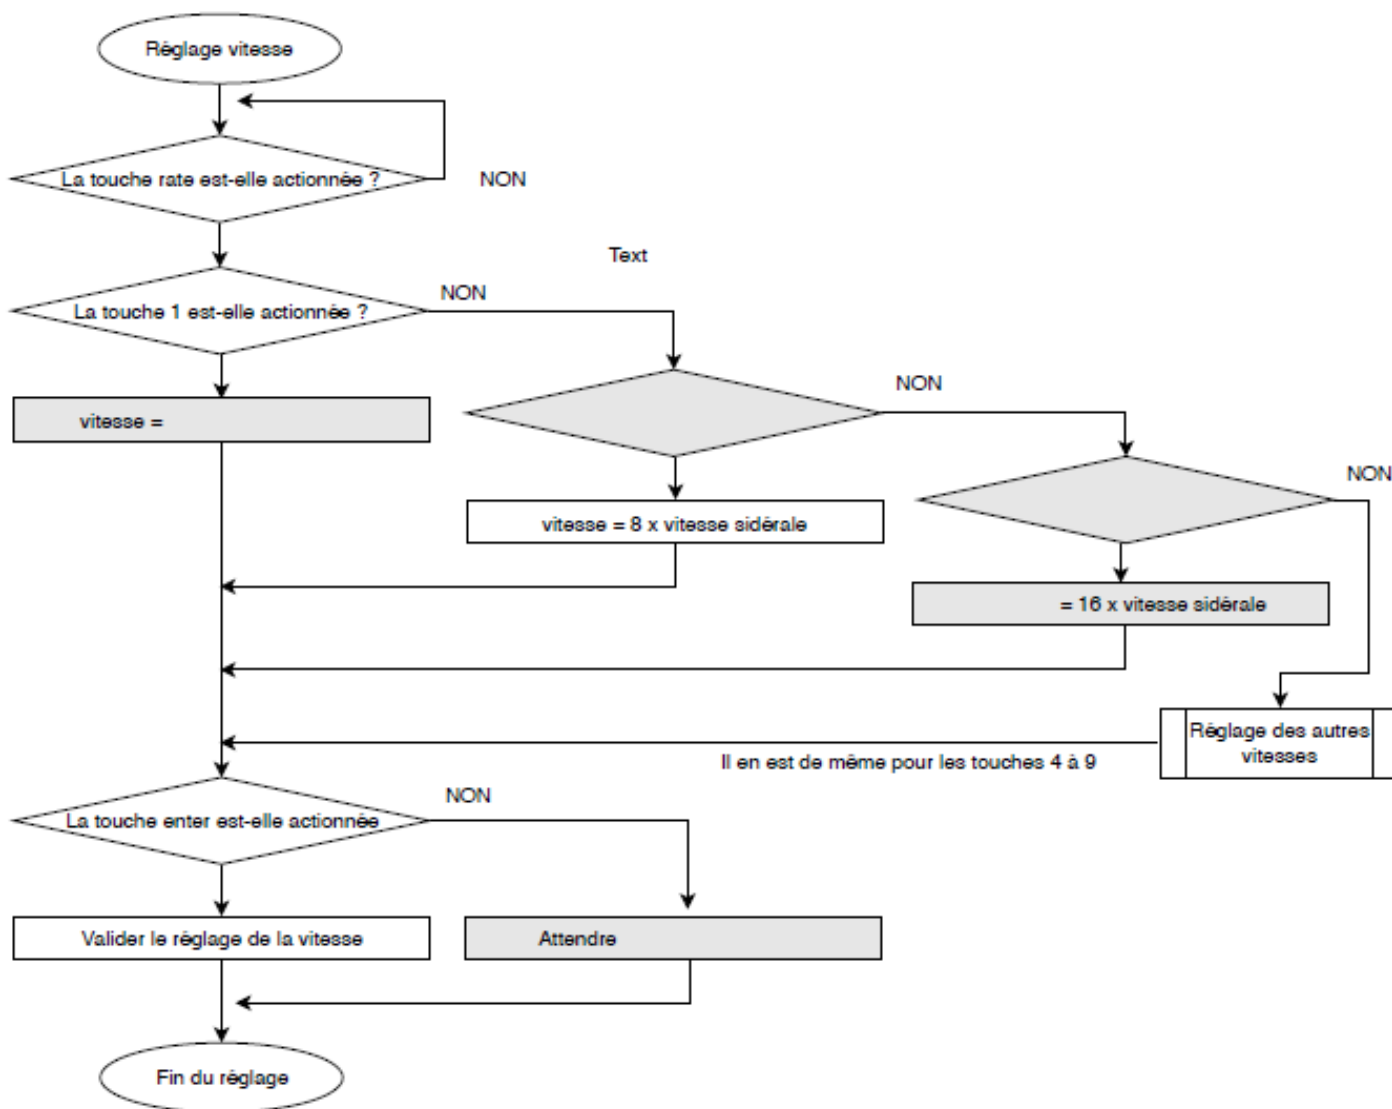 Réglage vitesse
La touche rate est-elle actionnée ?
NON
Text
La touche 1 est-elle actionnée ?
NON
NON
vitesse =
NON
vitesse = 8 x vitesse sidérale
= 16 x vitesse sidérale
Réglage des autres
vitesses
Il en est de même pour les touches 4 à 9
NON
La touche enter est-elle actionnée
Valider le réglage de la vitesse
Attendre
Fin du réglage